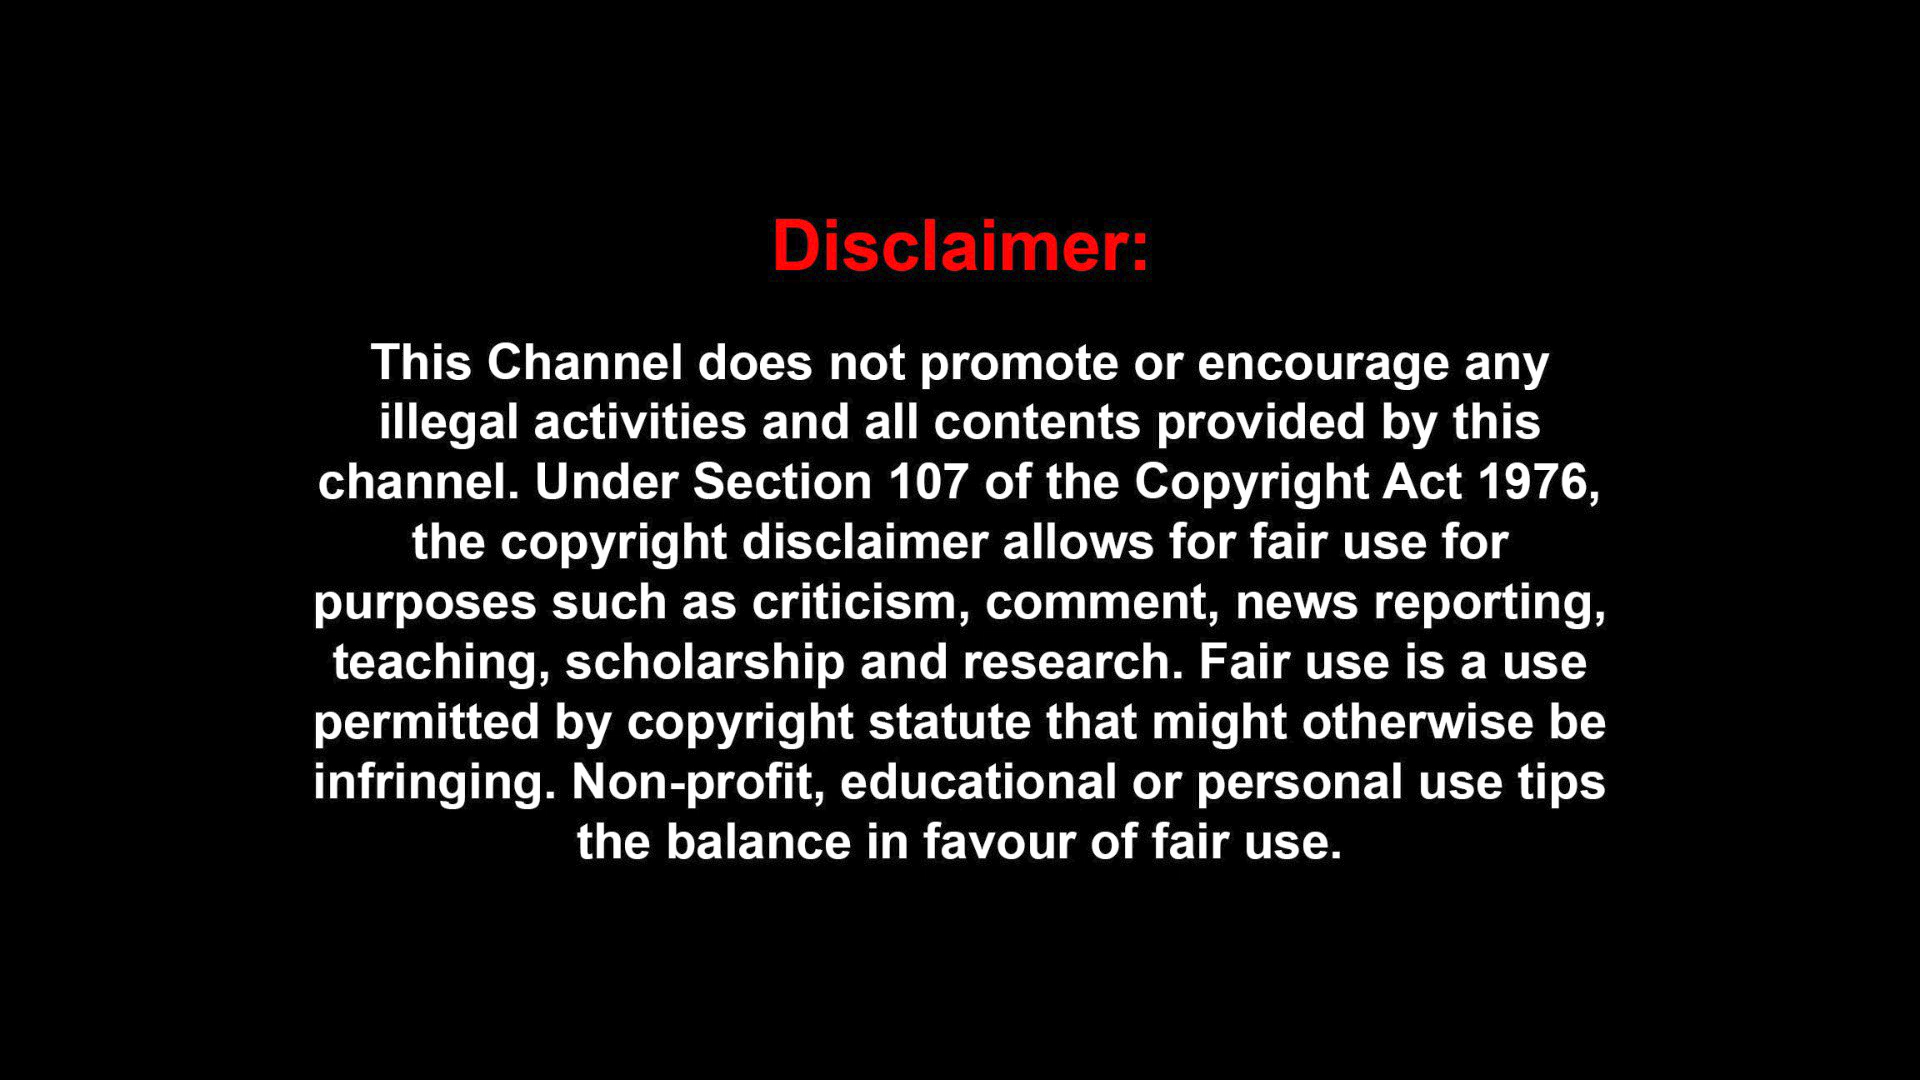 Disclaimer:
This Channel does not promote or encourage any
illegal activities and all contents provided by this
channel. Under Section 107 of the Copyright Act 1976,
the copyright disclaimer allows for fair use for
purposes such as criticism, comment, news reporting,
teaching, scholarship and research. Fair use is a use
permitted by copyright statute that might otherwise be
infringing. Non-profit, educational or personal use tips
the balance in favour of fair use.